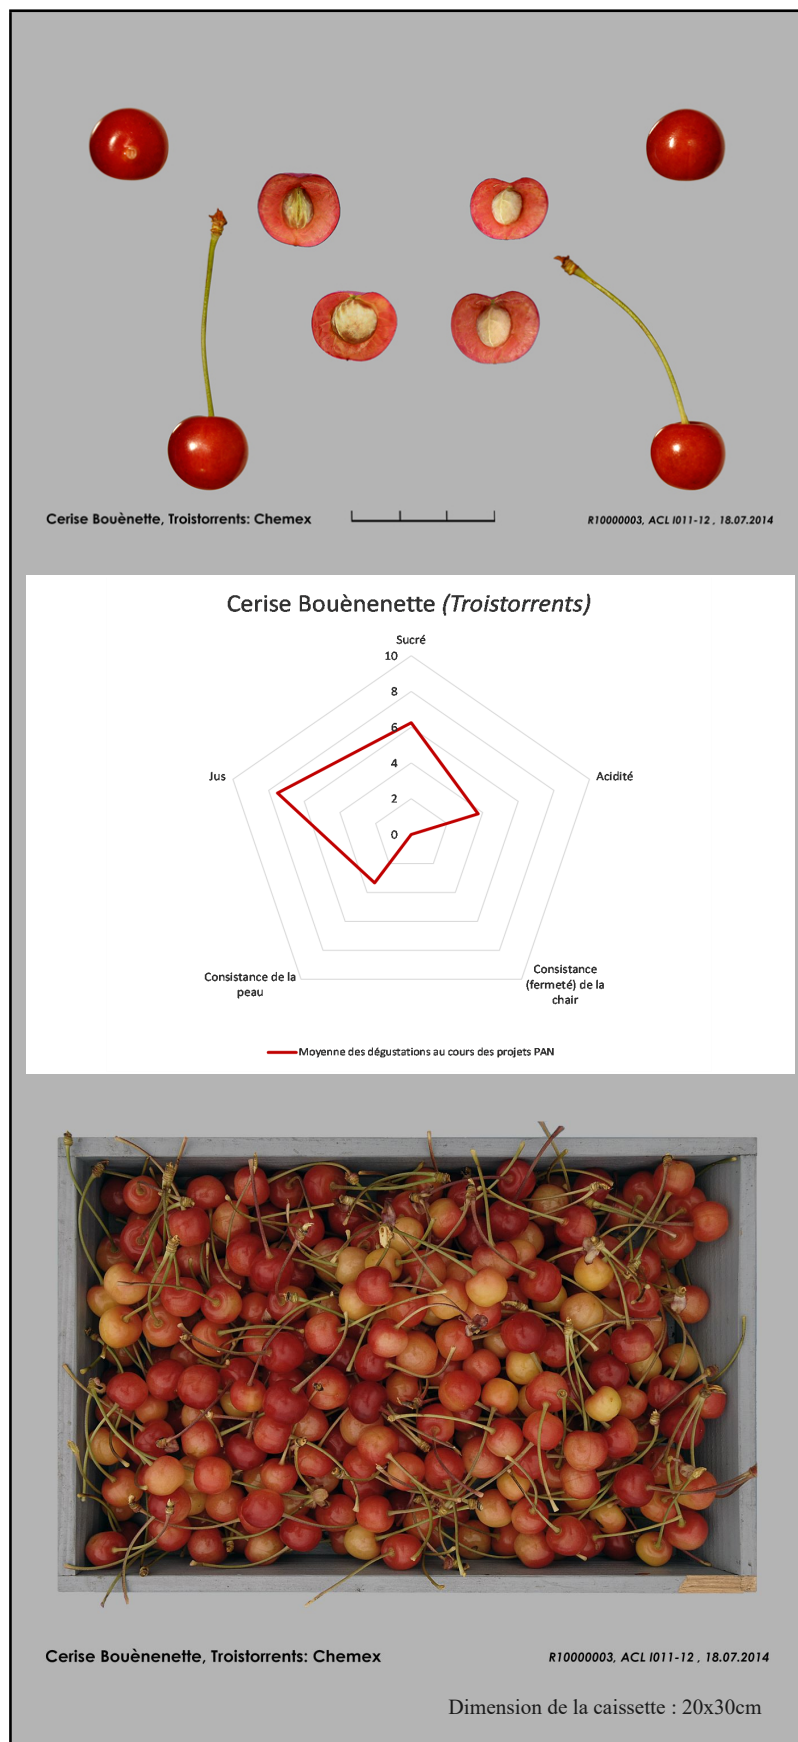 Cerise Bouènette, Troistorrents: Chemex
R10000003, ACL I011-12 , 18.07.2014
Cerise Bouènenette (Troistorrents)
Sucré
10
8
6
4
2
0
Jus
Acidité
Consistance de la
peau
Consistance
(fermeté) de la
chair
Moyenne des dégustations au cours des projets PAN
Cerise Bouènenette, Troistorrents: Chemex
R10000003, ACL I011-12 , 18.07.2014
Dimension de la caissette : 20x30cm